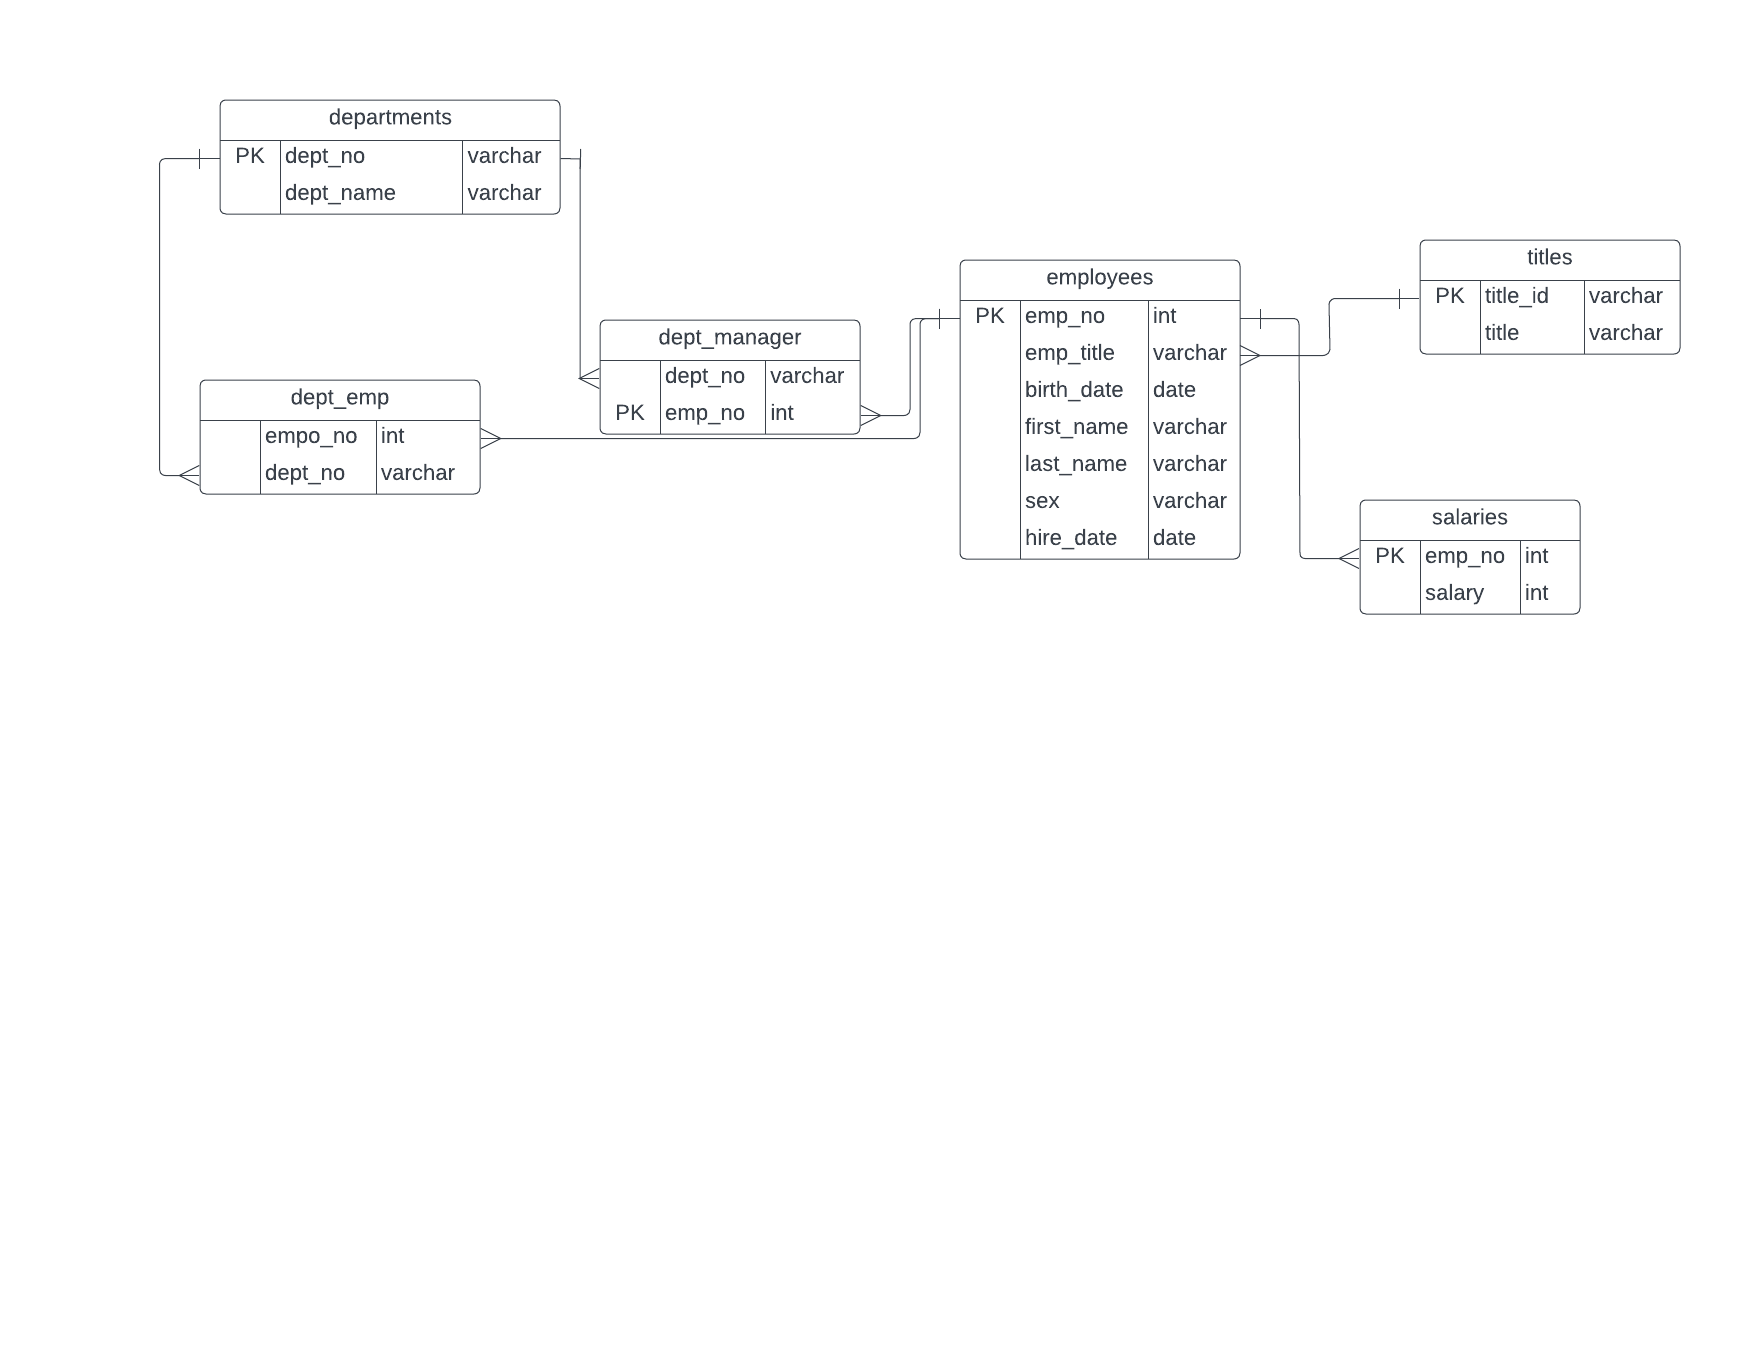 departments
PK dept_no varchar
dept_name varchar
dept_emp
empo_no int
dept_no varchar
dept_manager
dept_no varchar
PK emp_no int
employees
PK emp_no int
emp_title varchar
birth_date date
first_name varchar
last_name varchar
sex varchar
hire_date date
titles
PK title_id varchar
title varchar
salaries
PK emp_no int
salary int